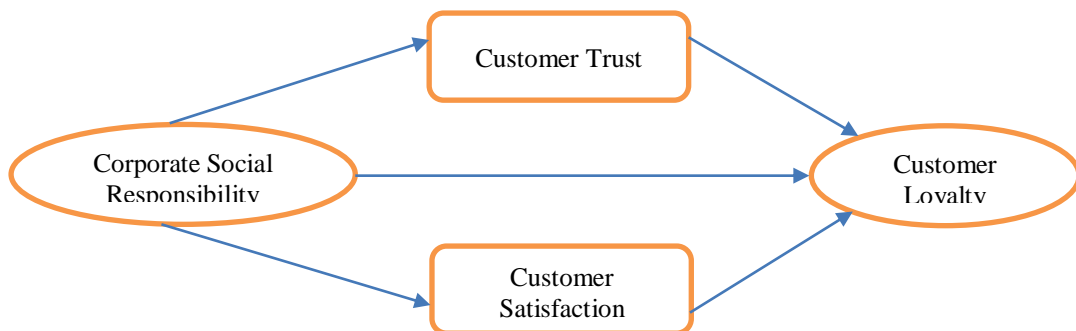 Customer Trust
Corporate Social
Responsibility
Customer
Loyalty
Customer
Satisfaction